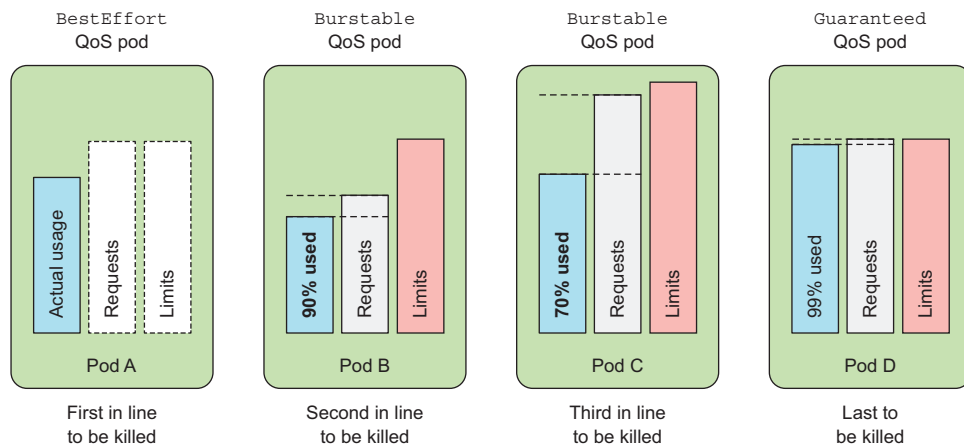 BestEffort
QoS pod
Actual usage
Requests
Limits
Pod A
First in line
to be killed
Burstable
QoS pod
90% used
Requests
Limits
Pod B
Second in line
to be killed
Burstable
QoS pod
70% used
Requests
Limits
Pod C
Third in line
to be killed
Guaranteed
QoS pod
99% used
Requests
Limits
Pod D
Last to
be killed